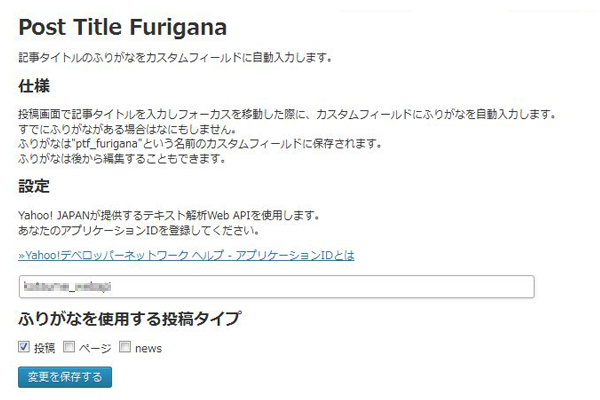 Post Title Furigana
記事タイトルのふりがなをカスタムフィールドに自動入力します。
仕様
投稿画面で記事タイトルを入力しフォーカスを移動した際に、カスタムフィールドにふりがなを自動入力します。
すでにふりがながある場合はなにもしません。
ふりがなは"ptf_furigana"という名前のカスタムフィールドに保存されます。
ふりがなは後から編集することもできます。
設定
Yahoo! JAPANが提供するテキスト解析Web APIを使用します。
あなたのアプリケーションIDを登録してください。
»Yahoo!デベロッパーネットワーク ヘルプ - アプリケーションIDとは
ふりがなを使用する投稿タイプ
投稿 ページ news
変更を保存する